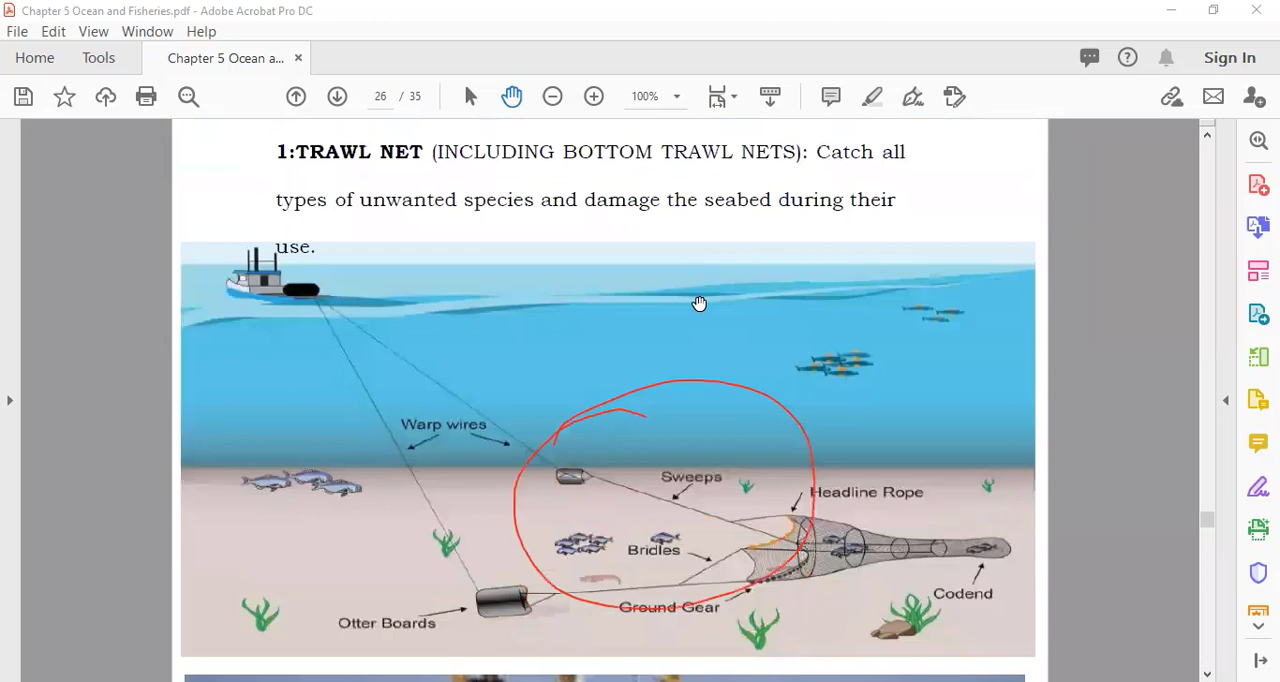 Chapter 5 Ocean and Fisheries.pdf - Adobe Acrobat Pro DC
File Edit View Window Help
Home Tools Chapter 5 Ocean a... × Sign In
26 / 35 100%
1:TRAWL NET (INCLUDING BOTTOM TRAWL NETS): Catch all
types of unwanted species and damage the seabed during their
use.
Warp wires
Sweeps
Headline Rope
Bridles
Codend
Ground Gear
Otter Boards